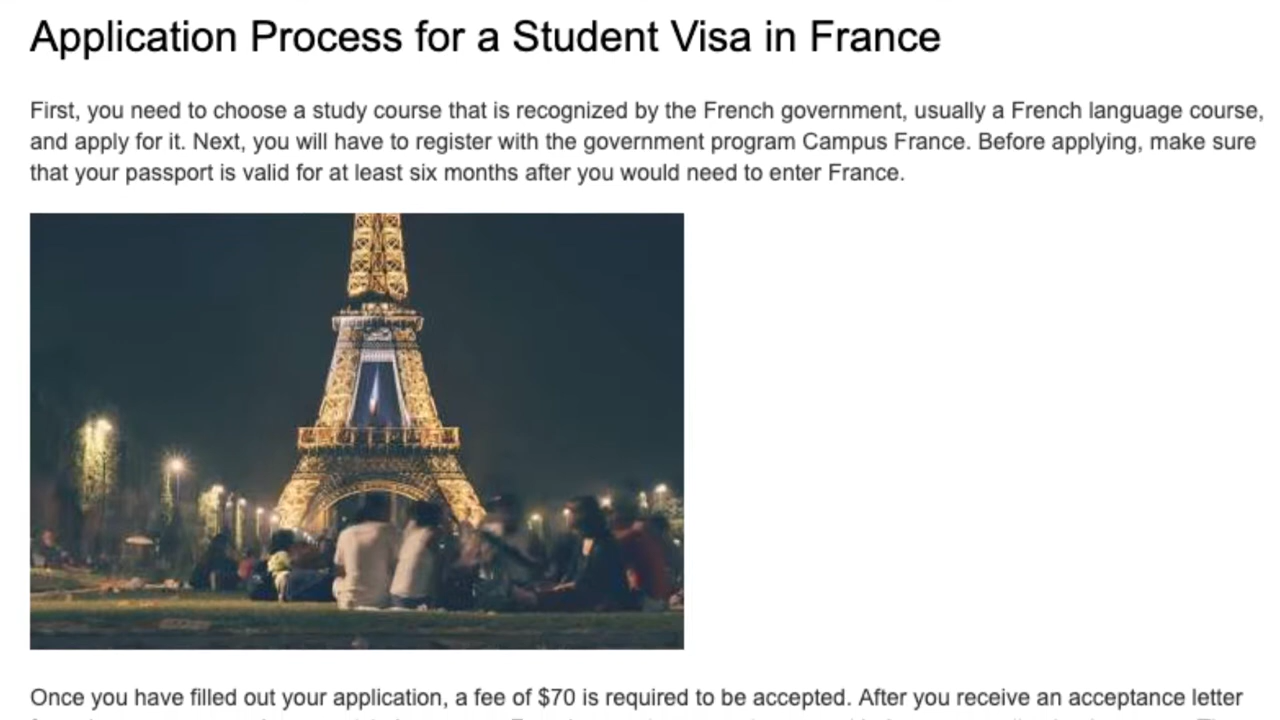 Application Process for a Student Visa in France
First, you need to choose a study course that is recognized by the French government, usually a French language course,
and apply for it. Next, you will have to register with the government program Campus France. Before applying, make sure
that your passport is valid for at least six months after you would need to enter France.
Once you have filled out your application, a fee of $70 is required to be accepted. After you receive an acceptance letter